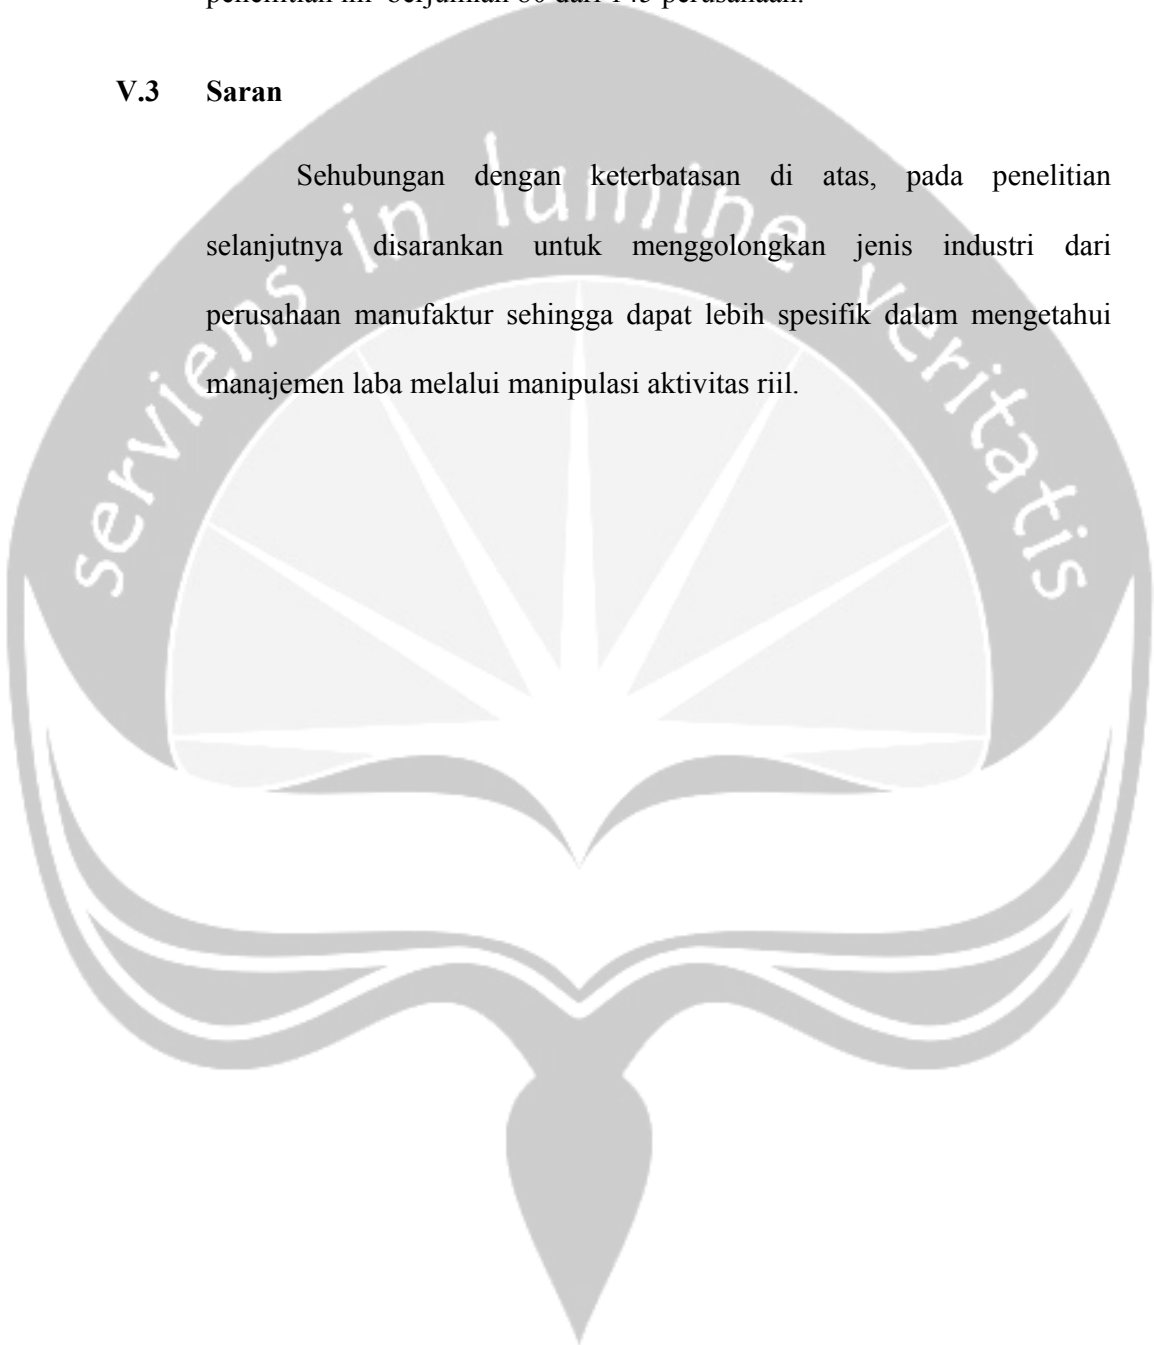 penelitian ini berjumlah 80 dari 145 perusahaan.
V.3 Saran
Sehubungan dengan keterbatasan di atas, pada penelitian
selanjutnya disarankan untuk menggolongkan jenis industri dari
perusahaan manufaktur sehingga dapat lebih spesifik dalam mengetahui
manajemen laba melalui manipulasi aktivitas riil.
serviens in lumine veritatis